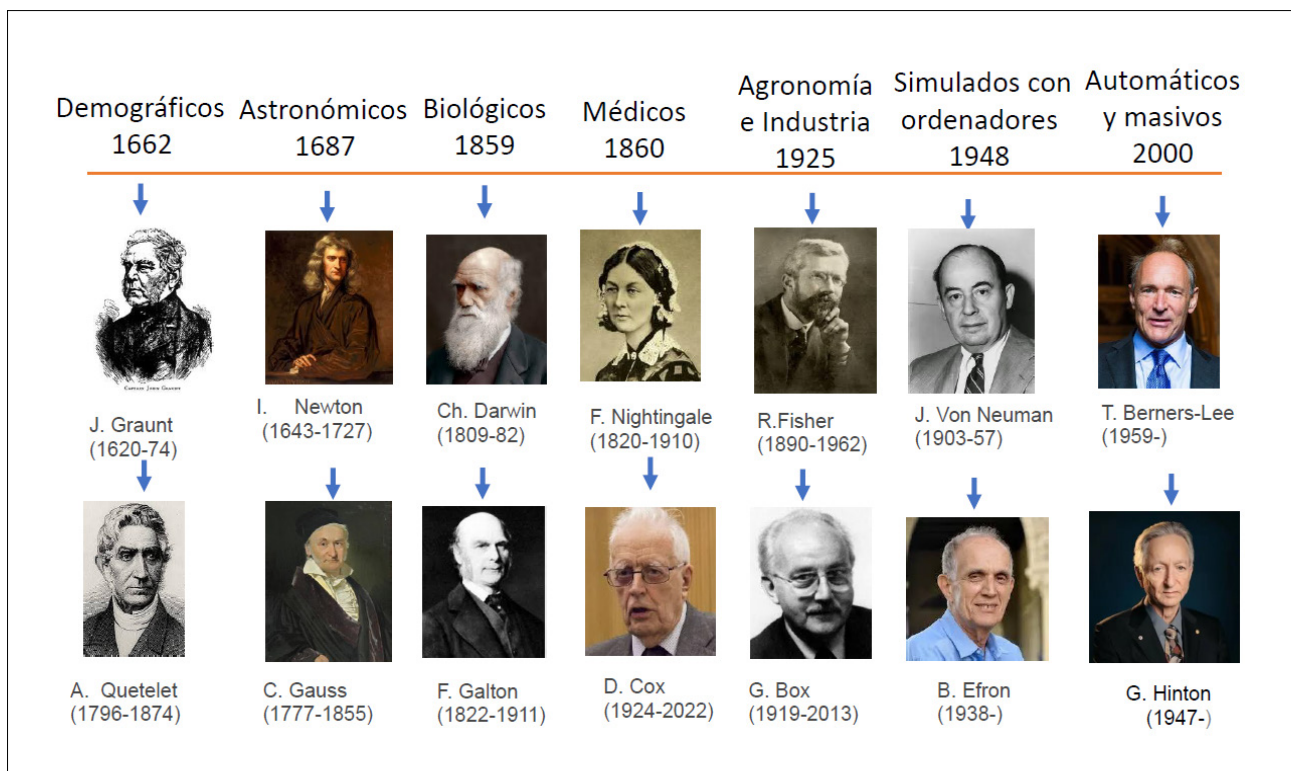 Demográficos
1662
Astronómicos
1687
Biológicos
1859
Médicos
1860
Agronomía
e Industria
1925
Simulados con
ordenadores
1948
Automáticos
y masivos
2000
CAPTAIN JOHN GRAUNT
J. Graunt
(1620-74)
I. Newton
(1643-1727)
Ch. Darwin
(1809-82)
F. Nightingale
(1820-1910)
R.Fisher
(1890-1962)
J. Von Neuman
(1903-57)
T. Berners-Lee
(1959-)
A. Quetelet
(1796-1874)
C. Gauss
(1777-1855)
F. Galton
(1822-1911)
D. Cox
(1924-2022)
G. Box
(1919-2013)
B. Efron
(1938-)
G. Hinton
(1947-)